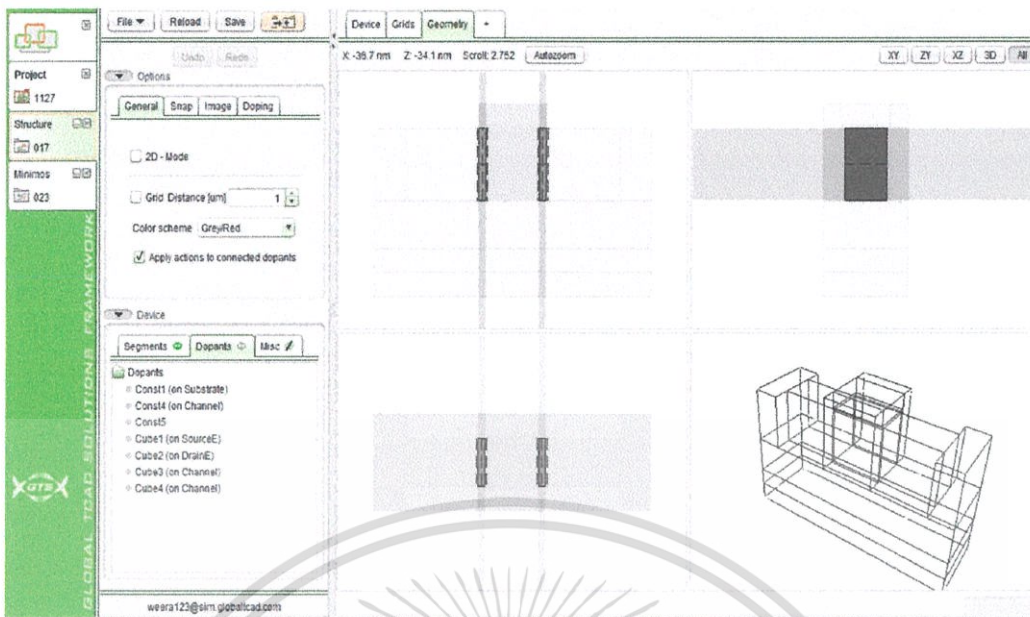 File Reload Save
Undo Redo
Project
1127
Structure
017
Minimos
023
GLOBAL TCAD SOLUTIONS FRAMEWORK
GTS
Options
General Snap Image Doping
2D - Mode
Grid Distance [um] 1
Color scheme Grey/Red
Apply actions to connected dopants
Device
Segments Dopants Misc
Dopants
Const1 (on Substrate)
Const4 (on Channel)
Const5
Cube1 (on SourceE)
Cube2 (on DrainE)
Cube3 (on Channel)
Cube4 (on Channel)
weera123@sim.globaltcad.com
Device Grids Geometry +
Z: -34.1 nm Scroll: 2.752 Autozoom
XY ZY XZ 3D All